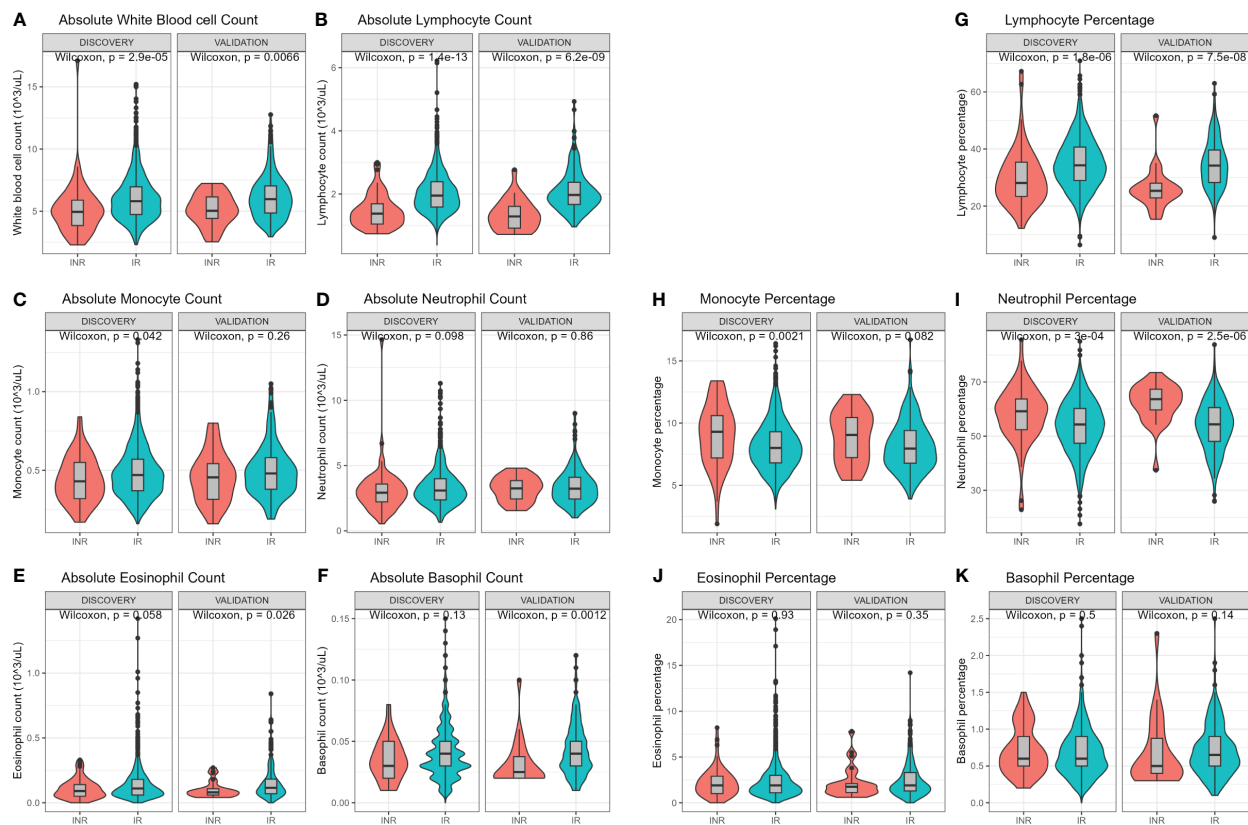 A Absolute White Blood cell Count
DISCOVERY VALIDATION
Wilcoxon, p = 2.9e-05 Wilcoxon, p = 0.0066
White blood cell count (10^3/uL)
15
10
5
INR IR INR IR
B Absolute Lymphocyte Count
DISCOVERY VALIDATION
Wilcoxon, p = 1.4e-13 Wilcoxon, p = 6.2e-09
Lymphocyte count (10^3/uL)
6
4
2
0
INR IR INR IR
G Lymphocyte Percentage
DISCOVERY VALIDATION
Wilcoxon, p = 1.8e-06 Wilcoxon, p = 7.5e-08
Lymphocyte percentage
60
40
20
INR IR INR IR
C Absolute Monocyte Count
DISCOVERY VALIDATION
Wilcoxon, p = 0.042 Wilcoxon, p = 0.26
Monocyte count (10^3/uL)
1.0
0.5
0.0
INR IR INR IR
D Absolute Neutrophil Count
DISCOVERY VALIDATION
Wilcoxon, p = 0.098 Wilcoxon, p = 0.86
Neutrophil count (10^3/uL)
15
10
5
0
INR IR INR IR
H Monocyte Percentage
DISCOVERY VALIDATION
Wilcoxon, p = 0.0021 Wilcoxon, p = 0.082
Monocyte percentage
15
10
5
INR IR INR IR
I Neutrophil Percentage
DISCOVERY VALIDATION
Wilcoxon, p = 3e-04 Wilcoxon, p = 2.5e-06
Neutrophil percentage
70
50
30
INR IR INR IR
E Absolute Eosinophil Count
DISCOVERY VALIDATION
Wilcoxon, p = 0.058 Wilcoxon, p = 0.026
Eosinophil count (10^3/uL)
1.0
0.5
0.0
INR IR INR IR
F Absolute Basophil Count
DISCOVERY VALIDATION
Wilcoxon, p = 0.13 Wilcoxon, p = 0.0012
Basophil count (10^3/uL)
0.15
0.10
0.05
0.00
INR IR INR IR
J Eosinophil Percentage
DISCOVERY VALIDATION
Wilcoxon, p = 0.93 Wilcoxon, p = 0.35
Eosinophil percentage
20
15
10
5
0
INR IR INR IR
K Basophil Percentage
DISCOVERY VALIDATION
Wilcoxon, p = 0.5 Wilcoxon, p = 0.14
Basophil percentage
2.5
2.0
1.5
1.0
0.5
0.0
INR IR INR IR